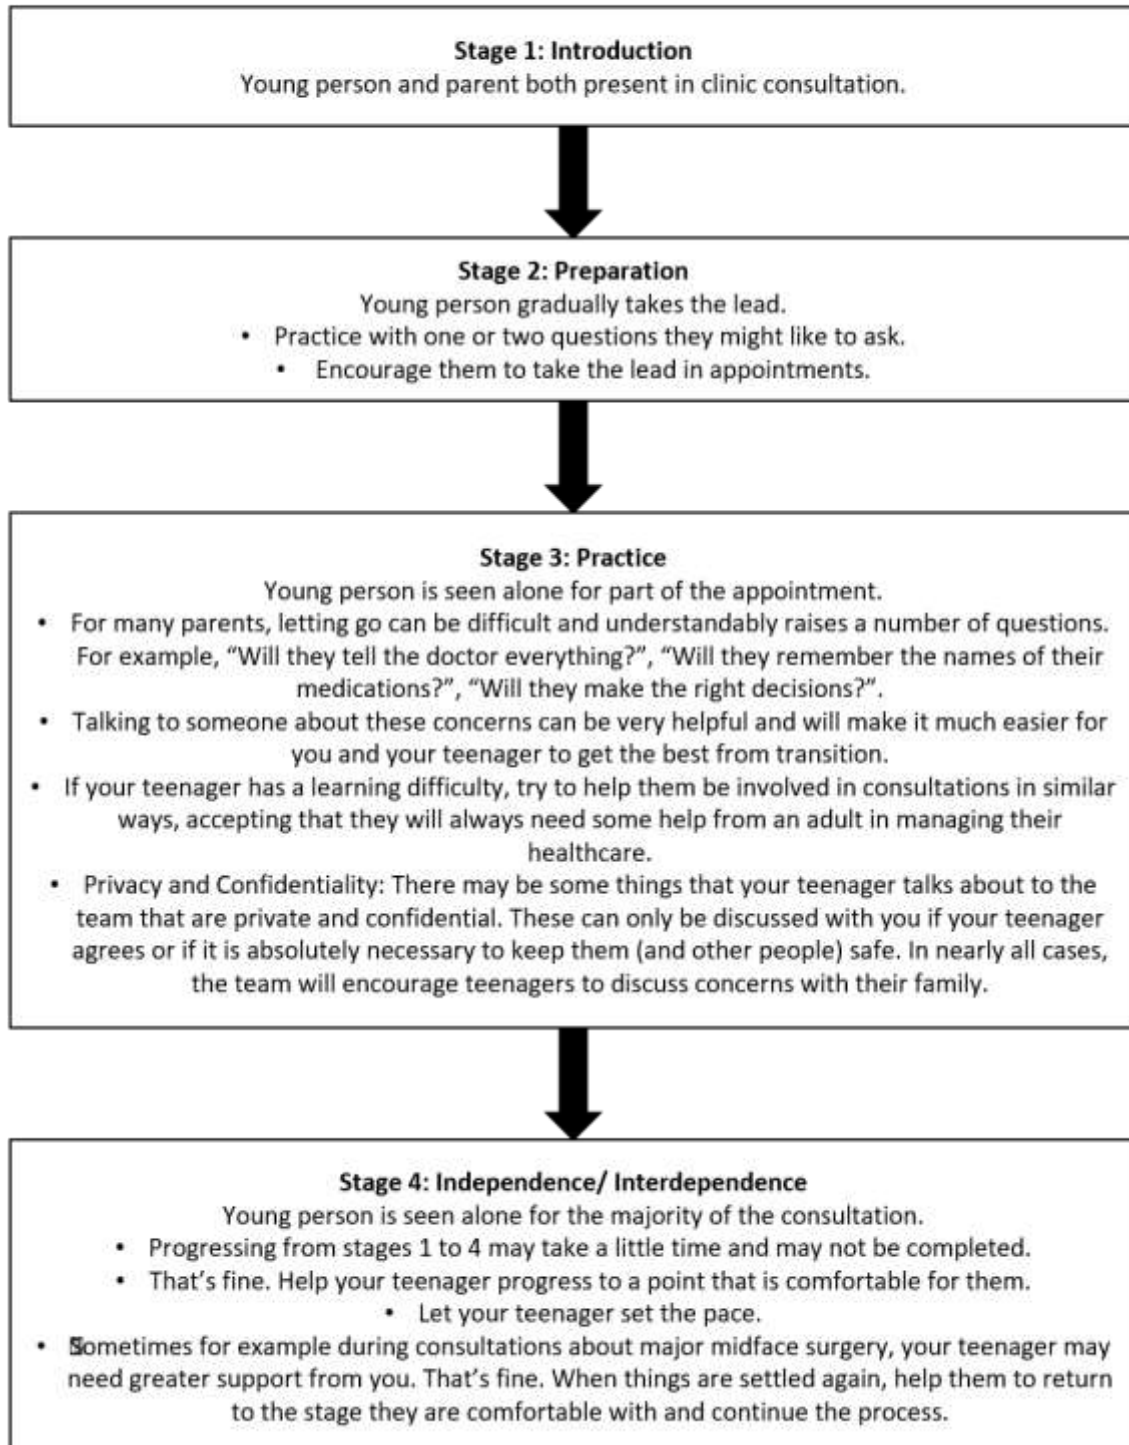 Stage 1: Introduction
Young person and parent both present in clinic consultation.
Stage 2: Preparation
Young person gradually takes the lead.
• Practice with one or two questions they might like to ask.
• Encourage them to take the lead in appointments.
Stage 3: Practice
Young person is seen alone for part of the appointment.
• For many parents, letting go can be difficult and understandably raises a number of questions.
For example, “Will they tell the doctor everything?”, “Will they remember the names of their
medications?”, “Will they make the right decisions?”.
• Talking to someone about these concerns can be very helpful and will make it much easier for
you and your teenager to get the best from transition.
• If your teenager has a learning difficulty, try to help them be involved in consultations in similar
ways, accepting that they will always need some help from an adult in managing their
healthcare.
• Privacy and Confidentiality: There may be some things that your teenager talks about to the
team that are private and confidential. These can only be discussed with you if your teenager
agrees or if it is absolutely necessary to keep them (and other people) safe. In nearly all cases,
the team will encourage teenagers to discuss concerns with their family.
Stage 4: Independence/ Interdependence
Young person is seen alone for the majority of the consultation.
• Progressing from stages 1 to 4 may take a little time and may not be completed.
• That’s fine. Help your teenager progress to a point that is comfortable for them.
• Let your teenager set the pace.
• Sometimes for example during consultations about major midface surgery, your teenager may
need greater support from you. That’s fine. When things are settled again, help them to return
to the stage they are comfortable with and continue the process.